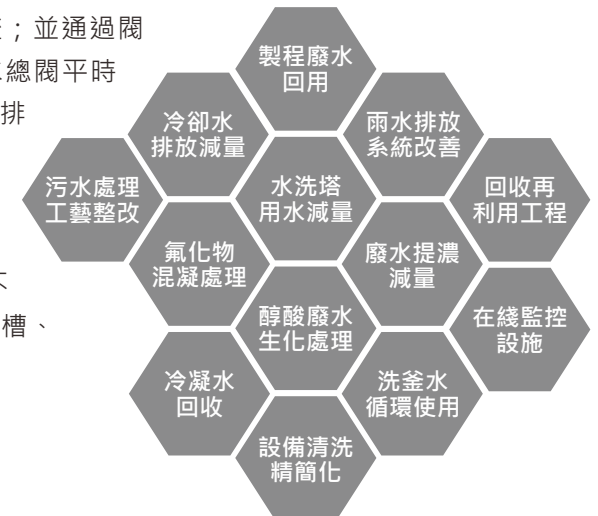 ；並通過閥
總閥平時
排
槽、
製程廢水
回用
冷卻水
排放減量
雨水排放
系統改善
污水處理
工藝整改
水洗塔
用水減量
回收再
利用工程
氟化物
混凝處理
廢水提濃
減量
醇酸廢水
生化處理
在綫監控
設施
冷凝水
回收
洗釜水
循環使用
設備清洗
精簡化